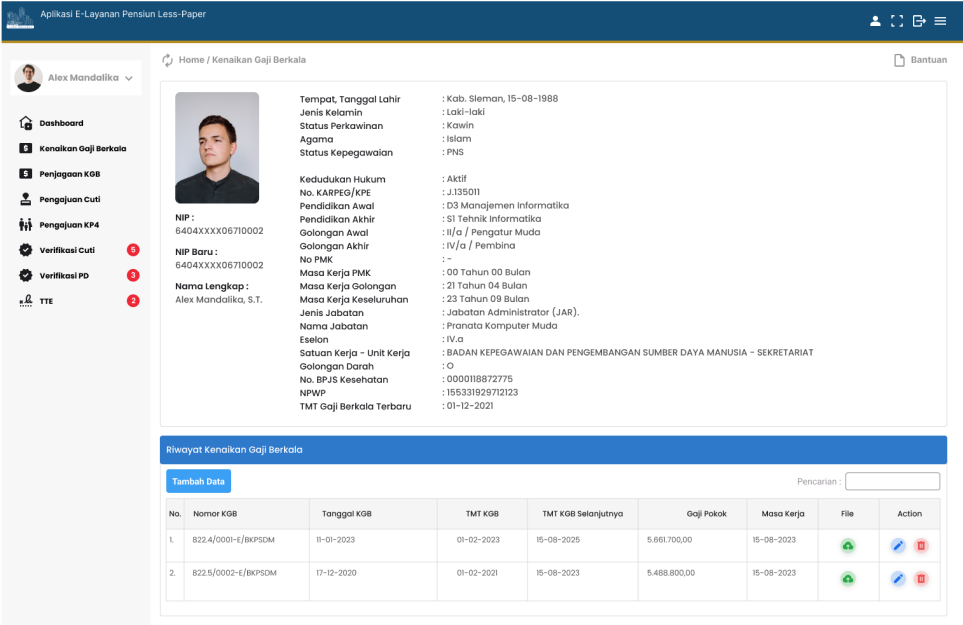 Aplikasi E-Layanan Pensiun Less-Paper
Home / Kenaikan Gaji Berkala
Bantuan
Alex Mandalika
Dashboard
Kenaikan Gaji Berkala
Penjagaan KGB
Pengajuan Cuti
Pengajuan KP4
Verifikasi Cuti 5
Verifikasi PD 3
TTE 2
NIP :
6404XXXX06710002
NIP Baru :
6404XXXX06710002
Nama Lengkap :
Alex Mandalika, S.T.
Tempat, Tanggal Lahir : Kab. Sleman, 15-08-1988
Jenis Kelamin : Laki-laki
Status Perkawinan : Kawin
Agama : Islam
Status Kepegawaian : PNS
Kedudukan Hukum : Aktif
No. KARPEG/KPE : J.135011
Pendidikan Awal : D3 Manajemen Informatika
Pendidikan Akhir : S1 Tehnik Informatika
Golongan Awal : II/a / Pengatur Muda
Golongan Akhir : IV/a / Pembina
No PMK : -
Masa Kerja PMK : 00 Tahun 00 Bulan
Masa Kerja Golongan : 21 Tahun 04 Bulan
Masa Kerja Keseluruhan : 23 Tahun 09 Bulan
Jenis Jabatan : Jabatan Administrator (JAR).
Nama Jabatan : Pranata Komputer Muda
Eselon : IV.a
Satuan Kerja - Unit Kerja : BADAN KEPEGAWAIAN DAN PENGEMBANGAN SUMBER DAYA MANUSIA - SEKRETARIAT
Golongan Darah : O
No. BPJS Kesehatan : 0000118872775
NPWP : 155331929712123
TMT Gaji Berkala Terbaru : 01-12-2021
Riwayat Kenaikan Gaji Berkala
Tambah Data
Pencarian :
No. Nomor KGB Tanggal KGB TMT KGB TMT KGB Selanjutnya Gaji Pokok Masa Kerja File Action
1. 822.4/0001-E/BKPSDM 11-01-2023 01-02-2023 15-08-2025 5.661.700,00 15-08-2023
2. 822.5/0002-E/BKPSDM 17-12-2020 01-02-2021 15-08-2023 5.488.800,00 15-08-2023